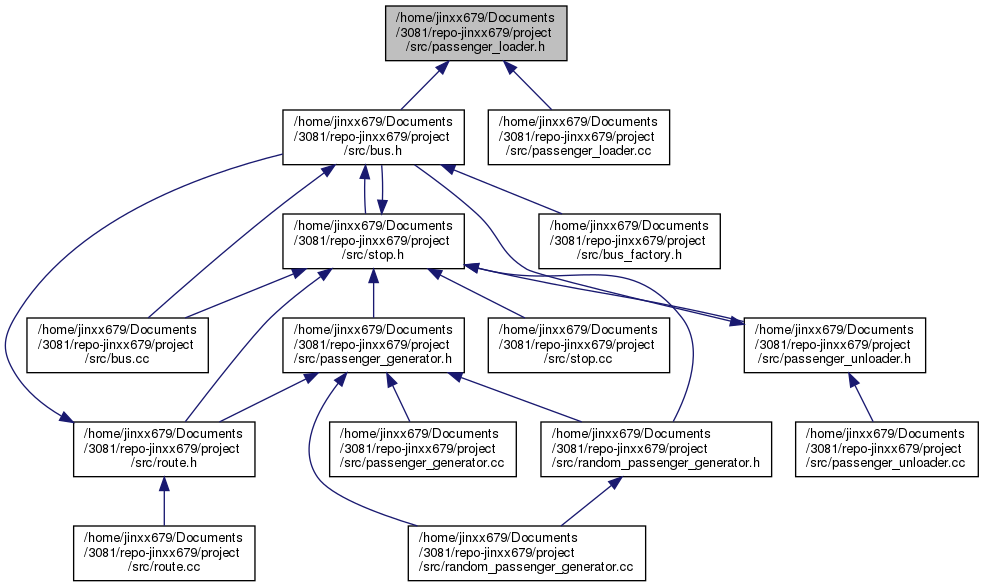 /home/jinxx679/Documents
/3081/repo-jinxx679/project
/src/passenger_loader.h
/home/jinxx679/Documents
/3081/repo-jinxx679/project
/src/bus.h
/home/jinxx679/Documents
/3081/repo-jinxx679/project
/src/passenger_loader.cc
/home/jinxx679/Documents
/3081/repo-jinxx679/project
/src/stop.h
/home/jinxx679/Documents
/3081/repo-jinxx679/project
/src/bus_factory.h
/home/jinxx679/Documents
/3081/repo-jinxx679/project
/src/bus.cc
/home/jinxx679/Documents
/3081/repo-jinxx679/project
/src/passenger_generator.h
/home/jinxx679/Documents
/3081/repo-jinxx679/project
/src/stop.cc
/home/jinxx679/Documents
/3081/repo-jinxx679/project
/src/passenger_unloader.h
/home/jinxx679/Documents
/3081/repo-jinxx679/project
/src/route.h
/home/jinxx679/Documents
/3081/repo-jinxx679/project
/src/passenger_generator.cc
/home/jinxx679/Documents
/3081/repo-jinxx679/project
/src/random_passenger_generator.h
/home/jinxx679/Documents
/3081/repo-jinxx679/project
/src/passenger_unloader.cc
/home/jinxx679/Documents
/3081/repo-jinxx679/project
/src/route.cc
/home/jinxx679/Documents
/3081/repo-jinxx679/project
/src/random_passenger_generator.cc